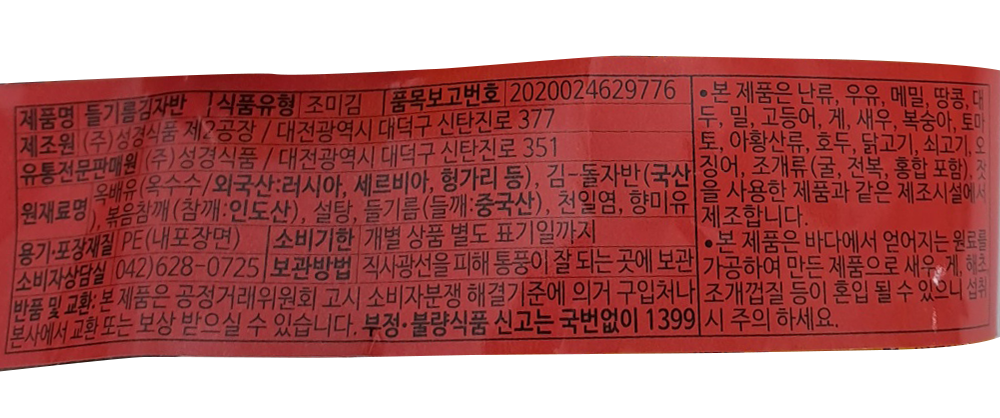 제품명 들기름김자반 식품유형 조미김 품목보고번호 2020024629776
제조원 (주)성경식품 제2공장 / 대전광역시 대덕구 신탄진로 377
유통전문판매원 (주)성경식품 / 대전광역시 대덕구 신탄진로 351
원재료명 옥배유(옥수수/외국산:러시아, 세르비아, 헝가리 등), 김-돌자반(국산
), 볶음참깨(참깨:인도산), 설탕, 들기름(들깨:중국산), 천일염, 향미유
용기·포장재질 PE(내포장면) 소비기한 개별 상품 별도 표기일까지
소비자상담실 042)628-0725 보관방법 직사광선을 피해 통풍이 잘 되는 곳에 보관
반품 및 교환: 본 제품은 공정거래위원회 고시 소비자분쟁 해결기준에 의거 구입처나
본사에서 교환 또는 보상 받으실 수 있습니다. 부정·불량식품 신고는 국번없이 1399
•본 제품은 난류, 우유, 메밀, 땅콩, 대
두, 밀, 고등어, 게, 새우, 복숭아, 토마
토, 아황산류, 호두, 닭고기, 쇠고기, 오
징어, 조개류(굴, 전복, 홍합 포함), 잣
을 사용한 제품과 같은 제조시설에서
제조합니다.
•본 제품은 바다에서 얻어지는 원료를
가공하여 만든 제품으로 새우, 게, 해초,
조개껍질 등이 혼입 될 수 있으니 섭취
시 주의 하세요.